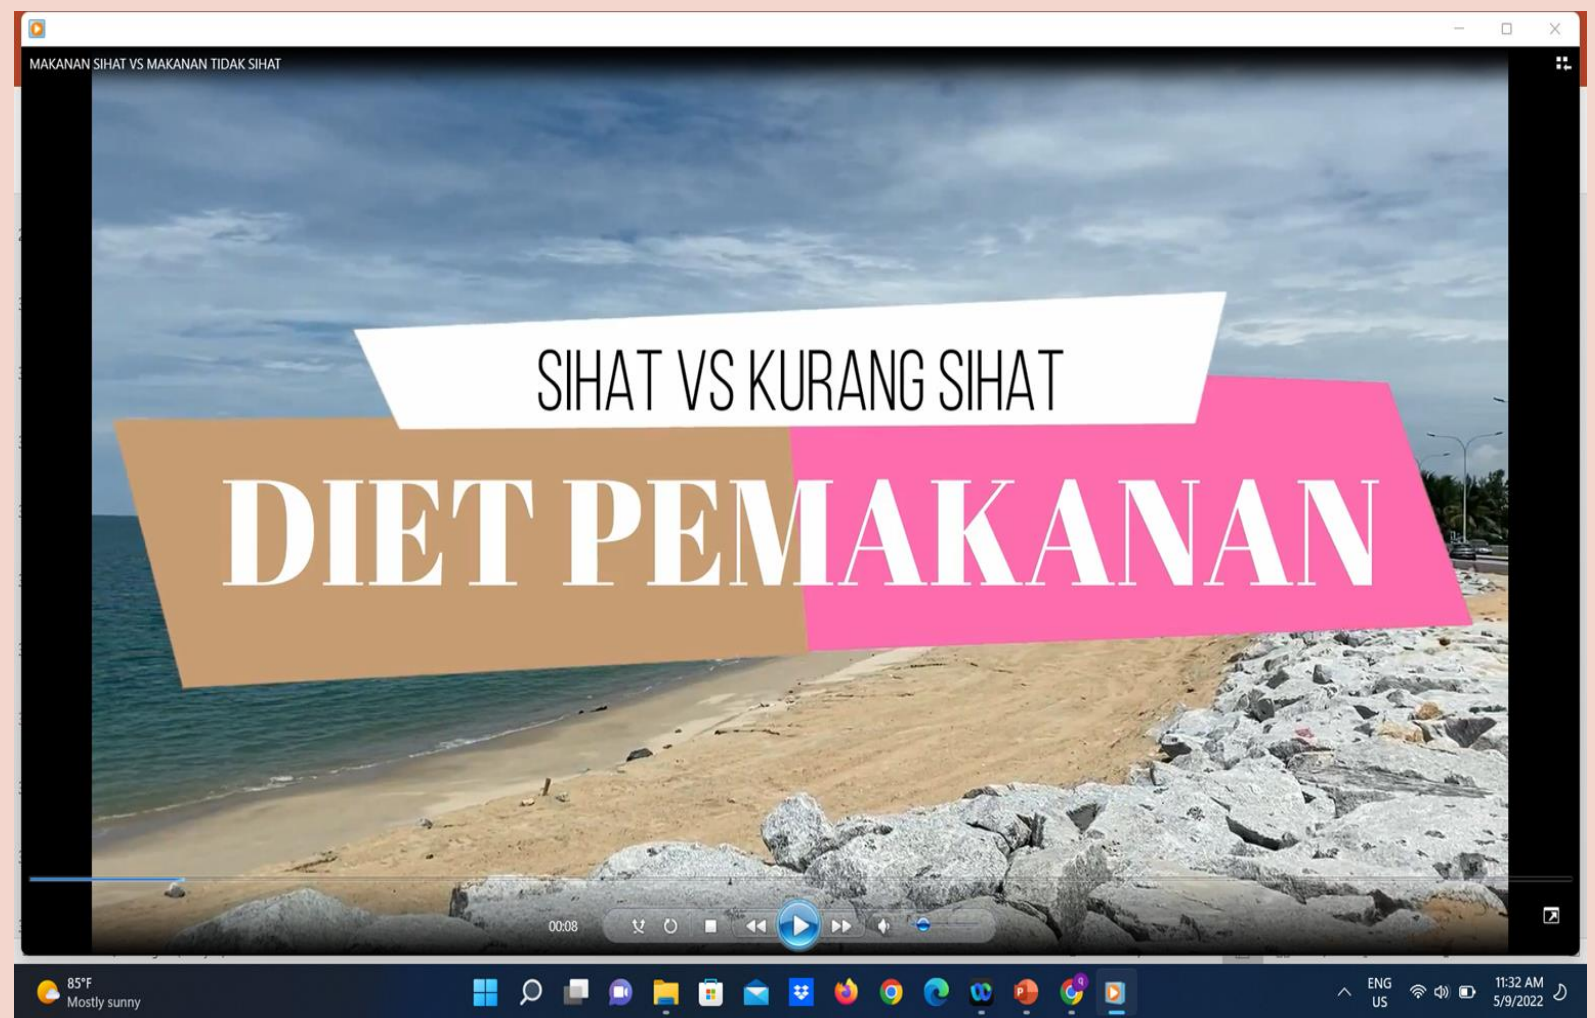 MAKANAN SIHAT VS MAKANAN TIDAK SIHAT
SIHAT VS KURANG SIHAT
DIET PEMAKANAN
00:08
85°F
Mostly sunny
ENG
US
11:32 AM
5/9/2022